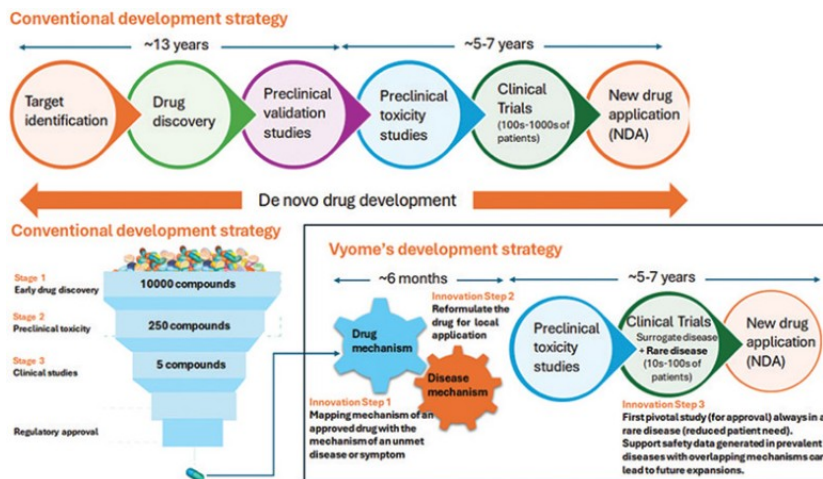 Conventional development strategy
~13 years
~5-7 years
Target
identification
Drug
discovery
Preclinical
validation
studies
Preclinical
toxicity
studies
Clinical
Trials
(100s-1000s of
patients)
New drug
application
(NDA)
De novo drug development
Conventional development strategy
Stage 1
Early drug discovery
10000 compounds
Stage 2
Preclinical toxicity
250 compounds
Stage 3
Clinical studies
5 compounds
Regulatory approval
Vyome's development strategy
~6 months
~5-7 years
Drug
mechanism
Innovation Step 2
Reformulate the
drug for local
application
Disease
mechanism
Innovation Step 1
Mapping mechanism of an
approved drug with the
mechanism of an unmet
disease or symptom
Preclinical
toxicity
studies
Clinical Trials
Surrogate disease
+ Rare disease
(10s-100s of
patients)
New drug
application
(NDA)
Innovation Step 3
First pivotal study (for approval) always in a
rare disease (reduced patient need).
Support safety data generated in prevalent
diseases with overlapping mechanisms can
lead to future expansions.